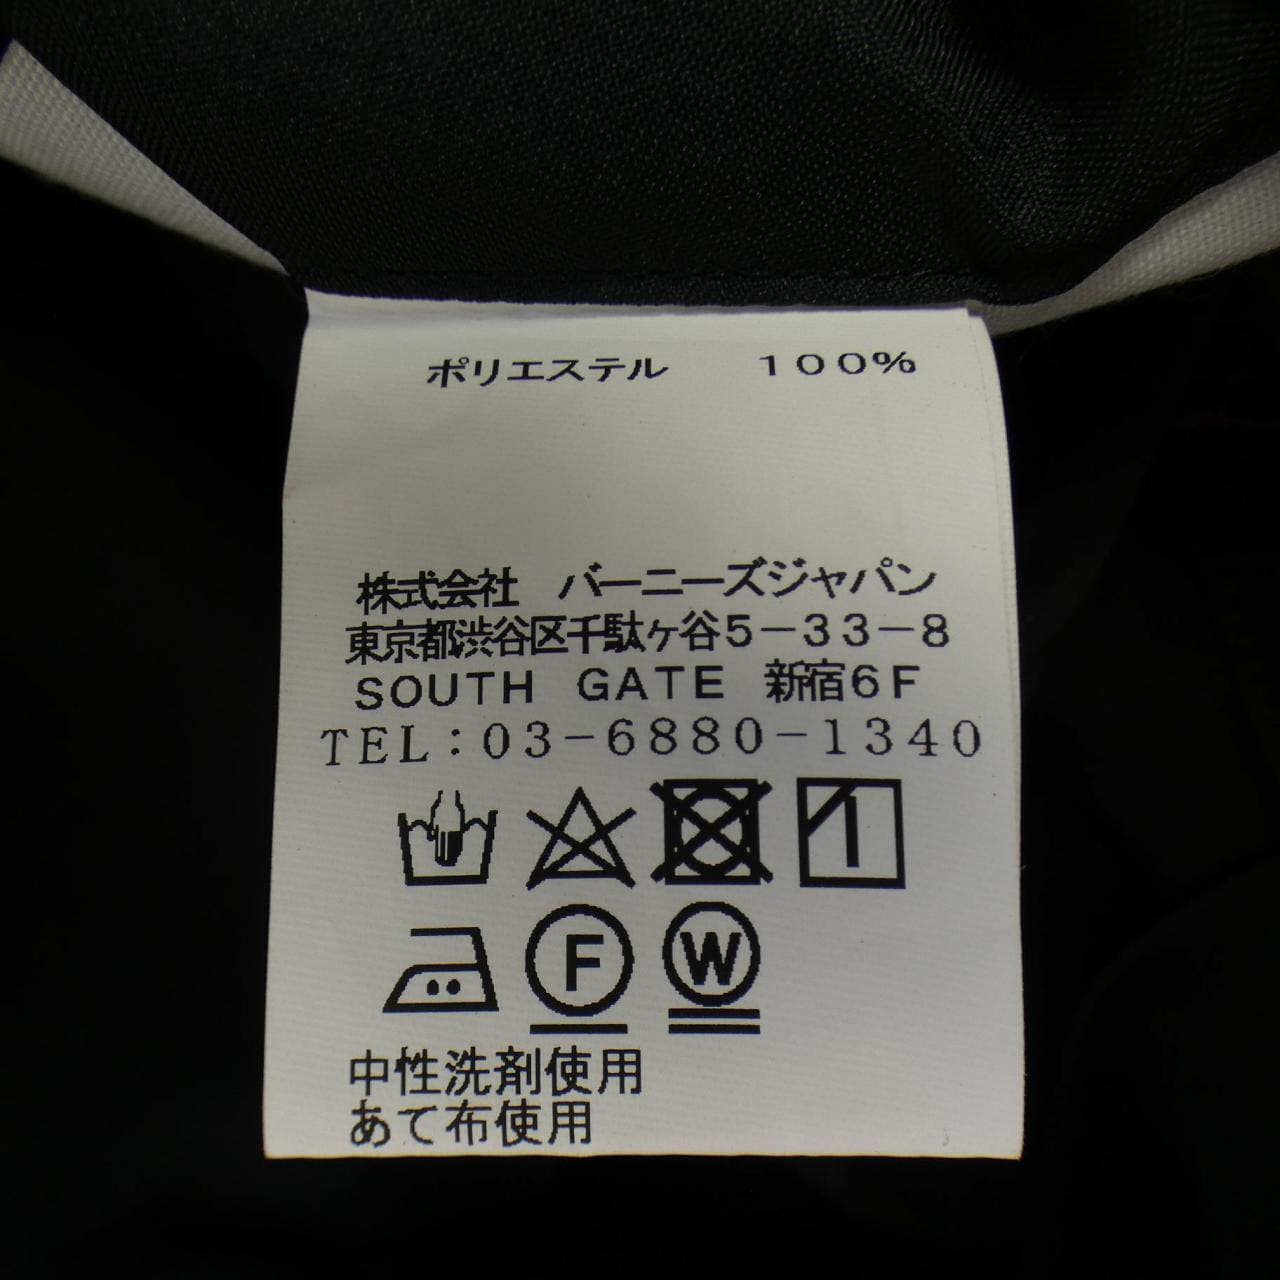 ポリエステル　１００％
株式会社　バーニーズジャパン
東京都渋谷区千駄ヶ谷５－３３－８
ＳＯＵＴＨ　ＧＡＴＥ　新宿６Ｆ
ＴＥＬ：０３－６８８０－１３４０
F W
中性洗剤使用
あて布使用